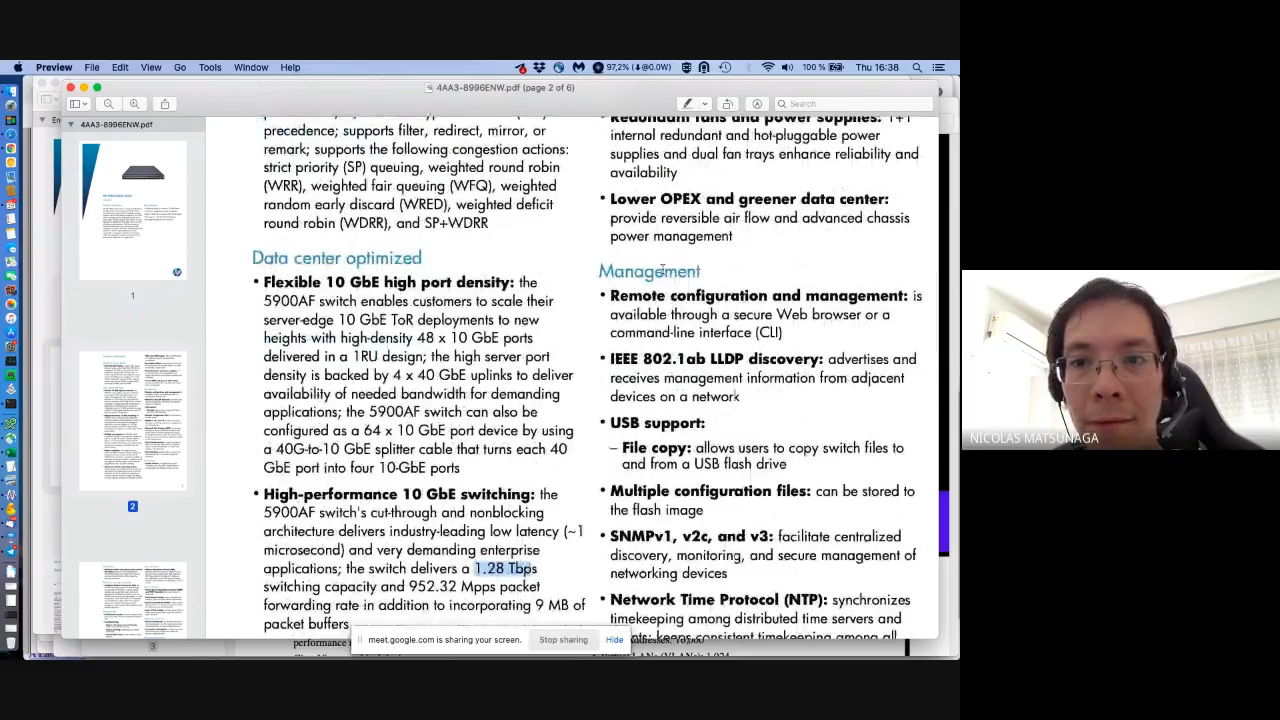 Preview File Edit View Go Tools Window Help
97,2% (⬇@0.0W) 100 % Thu 16:38
4AA3-8996ENW.pdf (page 2 of 6)
Search
4AA3-8996ENW.pdf
1
2
3
precedence; supports filter, redirect, mirror, or
remark; supports the following congestion actions:
strict priority (SP) queuing, weighted round robin
(WRR), weighted fair queuing (WFQ), weighted
random early discard (WRED), weighted deficit
round robin (WDRR), and SP+WDRR
Data center optimized
• Flexible 10 GbE high port density: the
5900AF switch enables customers to scale their
server-edge 10 GbE ToR deployments to new
heights with high-density 48 x 10 GbE ports
delivered in a 1RU design; the high server port
density is backed by 4 x 40 GbE uplinks to deliver
the
needed bandwidth for demanding
the 5900AF switch can also be
configured as a 64 x 10 GbE port device by using
a 40GbE-to-10 Gbesplitter cable that turns each 40
GbE port into four 10-GbE ports
• High-performance 10 GbE switching: the
5900AF switch's cut-through and nonblocking
architecture delivers industry-leading low latency (~1
microsecond) and very demanding enterprise
applications; the switch delivers a 1.28 Tbps
switching capacity and 952.32 Mpps packet
forwarding rate in addition to incorporating 9 MB of
packet buffers
Redundant fans and power supplies: 1+1
internal redundant and hot-pluggable power
supplies and dual fan trays enhance reliability and
availability
• Lower OPEX and greener data center:
provide reversible air flow and advanced chassis
power management
Management
• Remote configuration and management: is
available through a secure Web browser or a
command-line interface (CLI)
• IEEE 802.1ab LLDP discovery: advertises and
receives management information from adjacent
devices on a network
• USB support:
– File copy: allows users to copy switch files to
and from a USB flash drive
• Multiple configuration files: can be stored to
the flash image
• SNMPv1, v2c, and v3: facilitate centralized
discovery, monitoring, and secure management of
networking devices
• Network Time Protocol (NTP): synchronizes
timekeeping among distributed time servers and
clients; keeps consistent timekeeping among all
meet.google.com is sharing your screen. Stop sharing Hide
NICOLAS MATSUNAGA